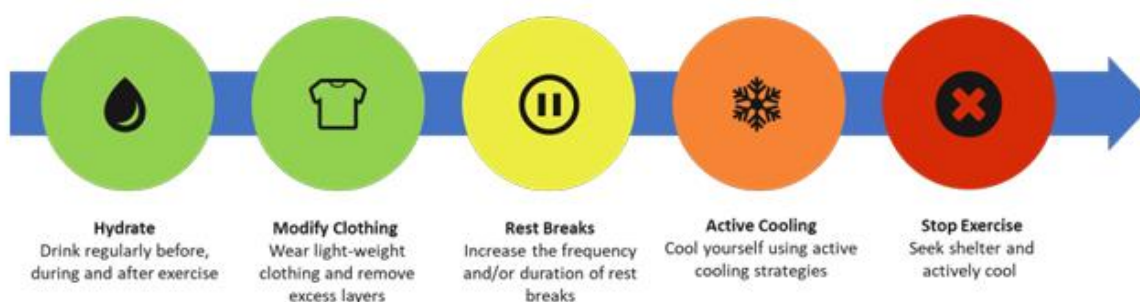 Hydrate
Drink regularly before,
during and after exercise
Modify Clothing
Wear light-weight
clothing and remove
excess layers
Rest Breaks
Increase the frequency
and/or duration of rest
breaks
Active Cooling
Cool yourself using active
cooling strategies
Stop Exercise
Seek shelter and
actively cool